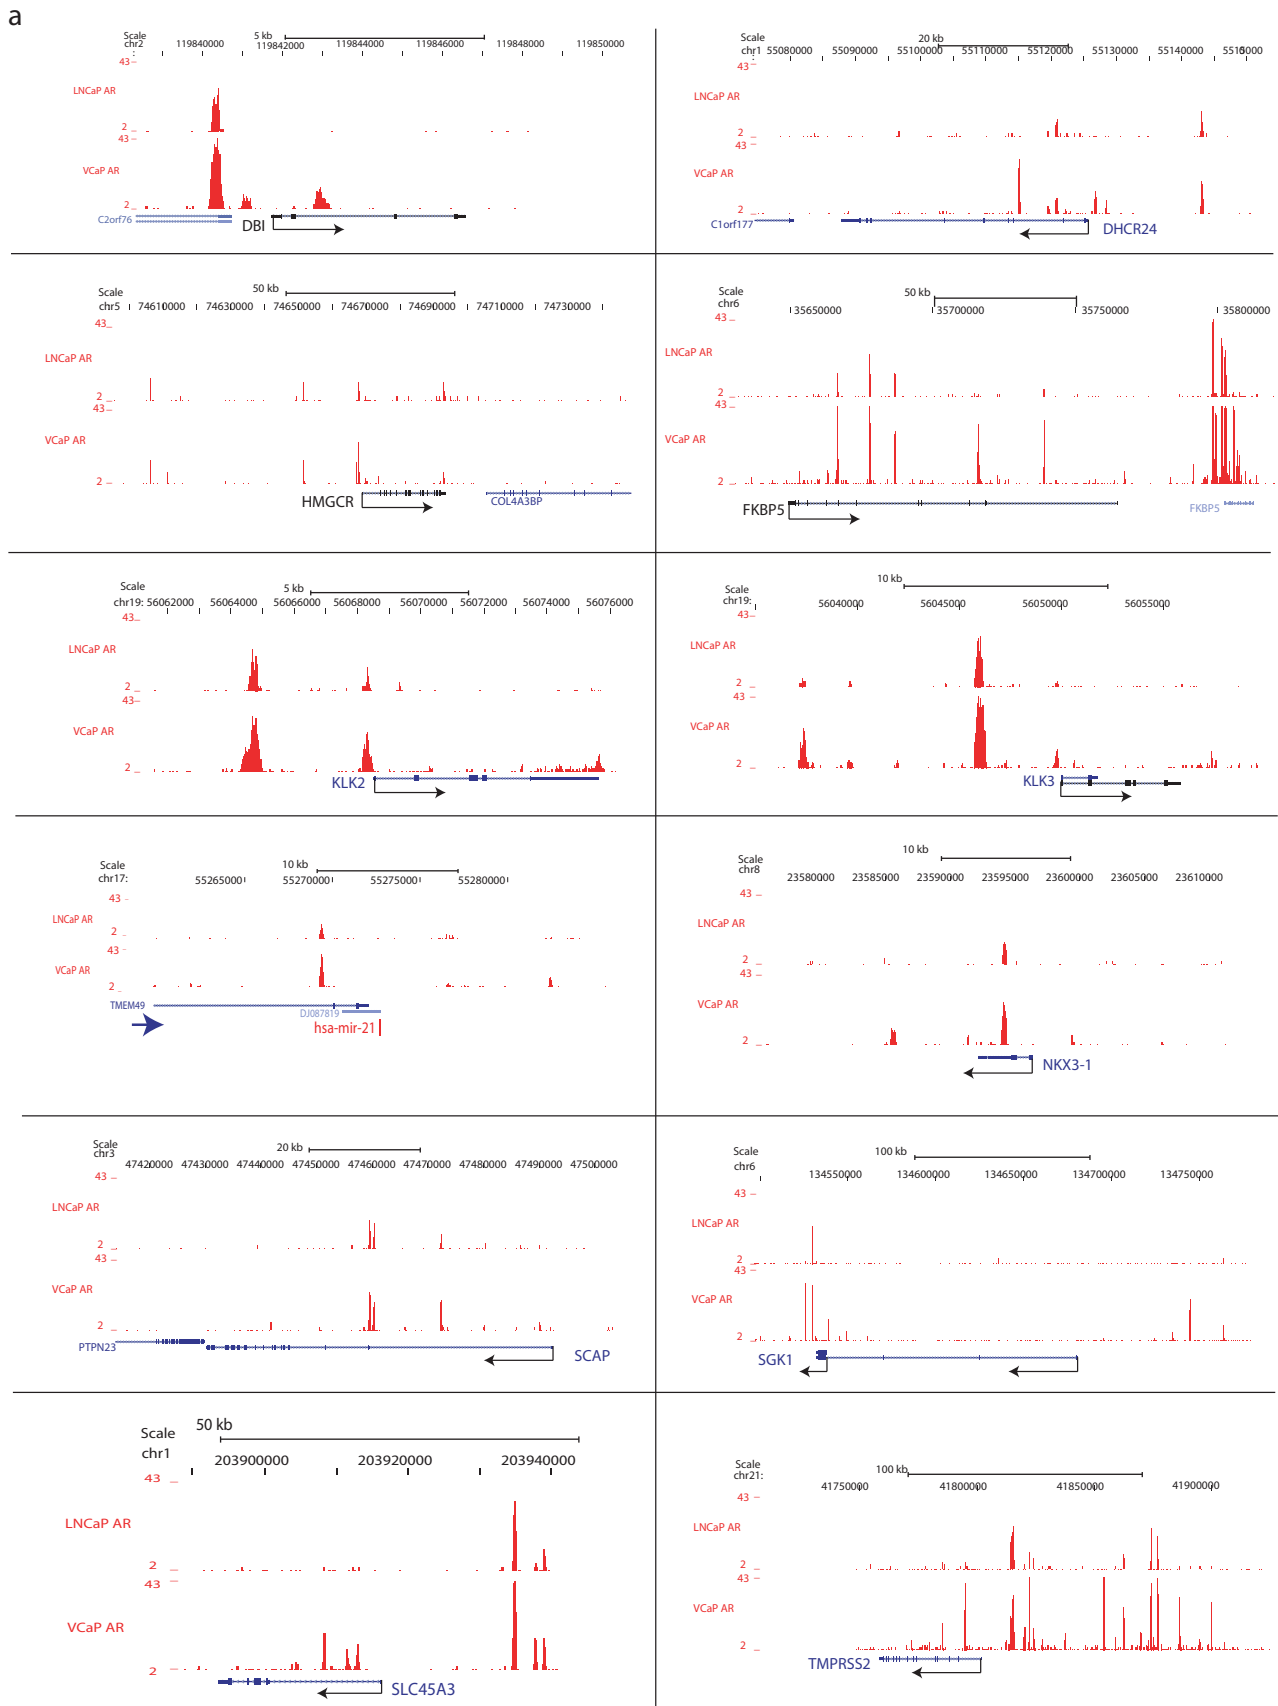 a
Scale
5 kb
chr2
119840000
119842000
119844000
119846000
119848000
119850000
43
LNCaP AR
2
43
VCaP AR
2
C2orf76
DBI
Scale
20 kb
chr1
55080000
55090000
55100000
55110000
55120000
55130000
55140000
43
LNCaP AR
2
43
VCaP AR
2
C1orf177
DHCR24
Scale
50 kb
chr5
74610000
74630000
74650000
74670000
74690000
74710000
74730000
43
LNCaP AR
2
43
VCaP AR
2
HMGCR
COL4A3BP
Scale
50 kb
chr6
35650000
35700000
35750000
35800000
43
LNCaP AR
2
43
VCaP AR
2
FKBP5
FKBP5
Scale
5 kb
chr19:
56062000
56064000
56066000
56068000
56070000
56072000
56074000
56076000
43
LNCaP AR
2
43
VCaP AR
2
KLK2
Scale
10 kb
chr19:
56040000
56045000
56050000
56055000
43
LNCaP AR
2
43
VCaP AR
2
KLK3
Scale
10 kb
chr17:
55265000
55270000
55275000
55280000
43
LNCaP AR
2
43
VCaP AR
2
TMEM49
DJ087819
hsa-mir-21
Scale
10 kb
chr8
23580000
23585000
23590000
23595000
23600000
23605000
23610000
43
LNCaP AR
2
43
VCaP AR
2
NKX3-1
Scale
20 kb
chr3
47420000
47430000
47440000
47450000
47460000
47470000
47480000
47490000
47500000
43
LNCaP AR
2
43
VCaP AR
2
PTPN23
SCAP
Scale
100 kb
chr6
134550000
134600000
134650000
134700000
134750000
43
LNCaP AR
2
43
VCaP AR
2
SGK1
50 kb
Scale
chr1
203900000
203920000
203940000
43
LNCaP AR
2
43
VCaP AR
2
SLC45A3
Scale
100 kb
chr21:
41750000
41800000
41850000
41900000
43
LNCaP AR
2
43
VCaP AR
2
TMPRSS2